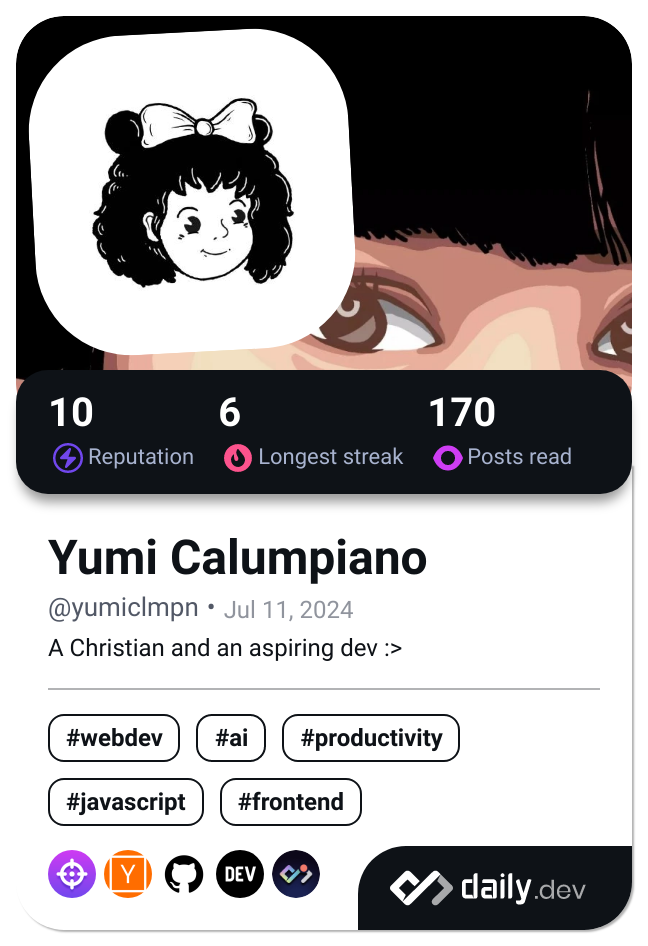 10 6 170
Reputation Longest streak Posts read
Yumi Calumpiano
@yumiclmpn • Jul 11, 2024
A Christian and an aspiring dev :>
#webdev #ai #productivity
#javascript #frontend
Y DEV daily.dev